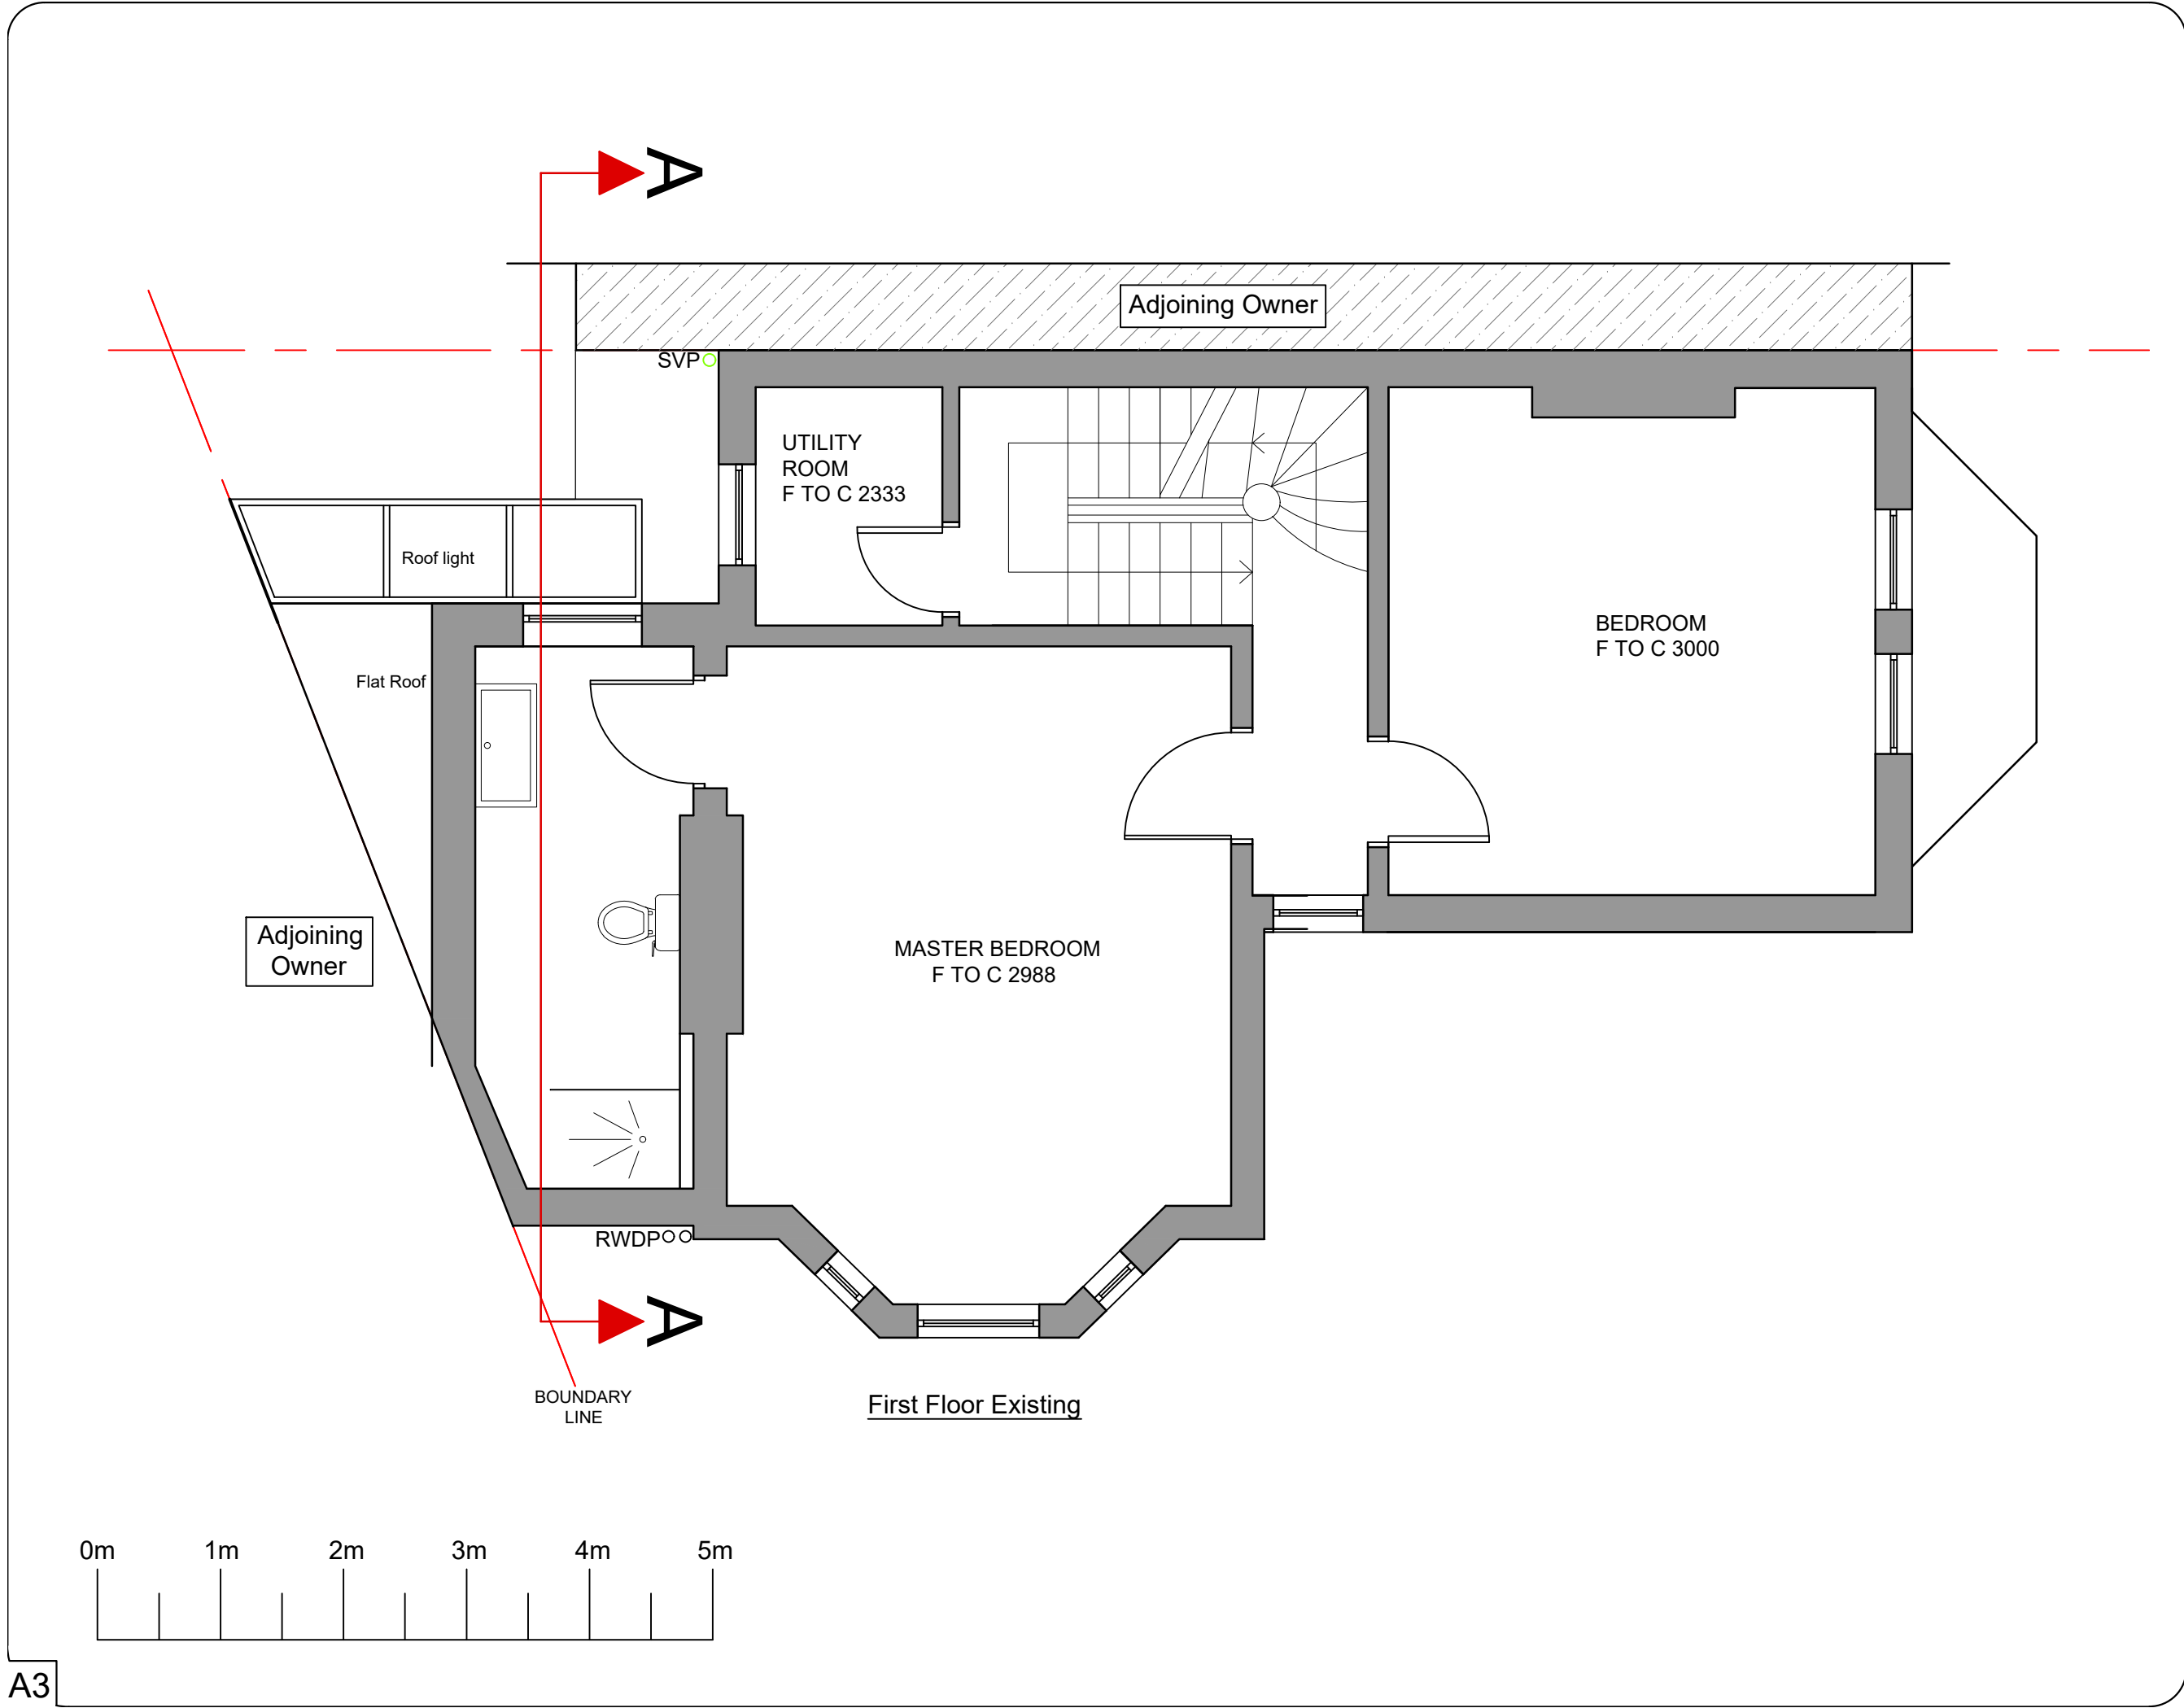 A
Adjoining Owner
SVP
UTILITY
ROOM
F TO C 2333
Roof light
BEDROOM
F TO C 3000
Flat Roof
Adjoining
Owner
MASTER BEDROOM
F TO C 2988
RWDP
A
BOUNDARY
LINE
First Floor Existing
0m 1m 2m 3m 4m 5m
A3